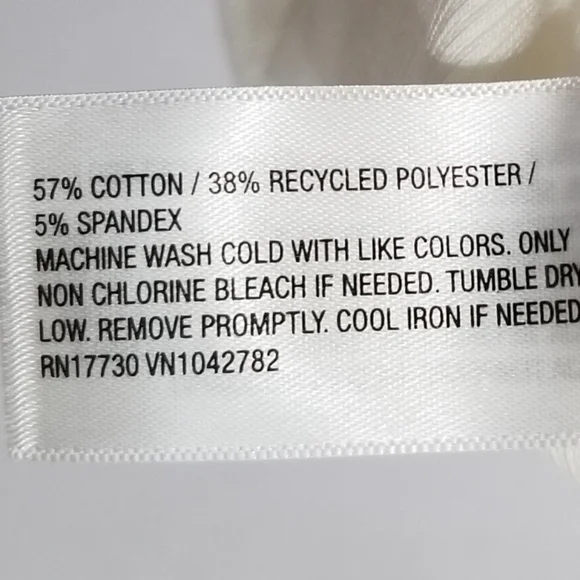 57% COTTON / 38% RECYCLED POLYESTER /
5% SPANDEX
MACHINE WASH COLD WITH LIKE COLORS. ONLY
NON CHLORINE BLEACH IF NEEDED. TUMBLE DRY
LOW. REMOVE PROMPTLY. COOL IRON IF NEEDED
RN17730 VN1042782